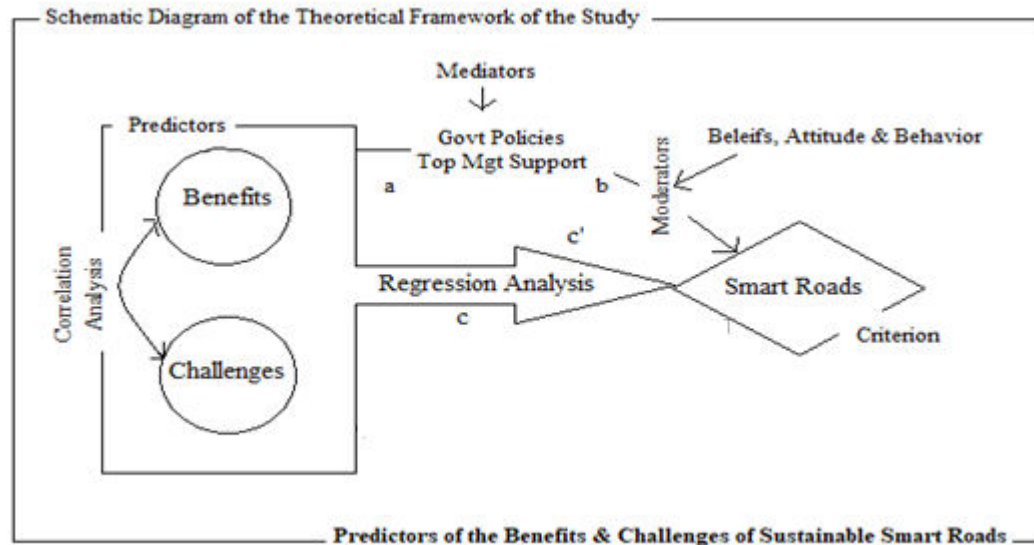 Schematic Diagram of the Theoretical Framework of the Study
Mediators
Predictors
Govt Policies
Top Mgt Support
Beleifs, Attitude & Behavior
Moderators
a
b
Benefits
c'
Correlation
Analysis
Regression Analysis
Smart Roads
c
Criterion
Challenges
Predictors of the Benefits & Challenges of Sustainable Smart Roads